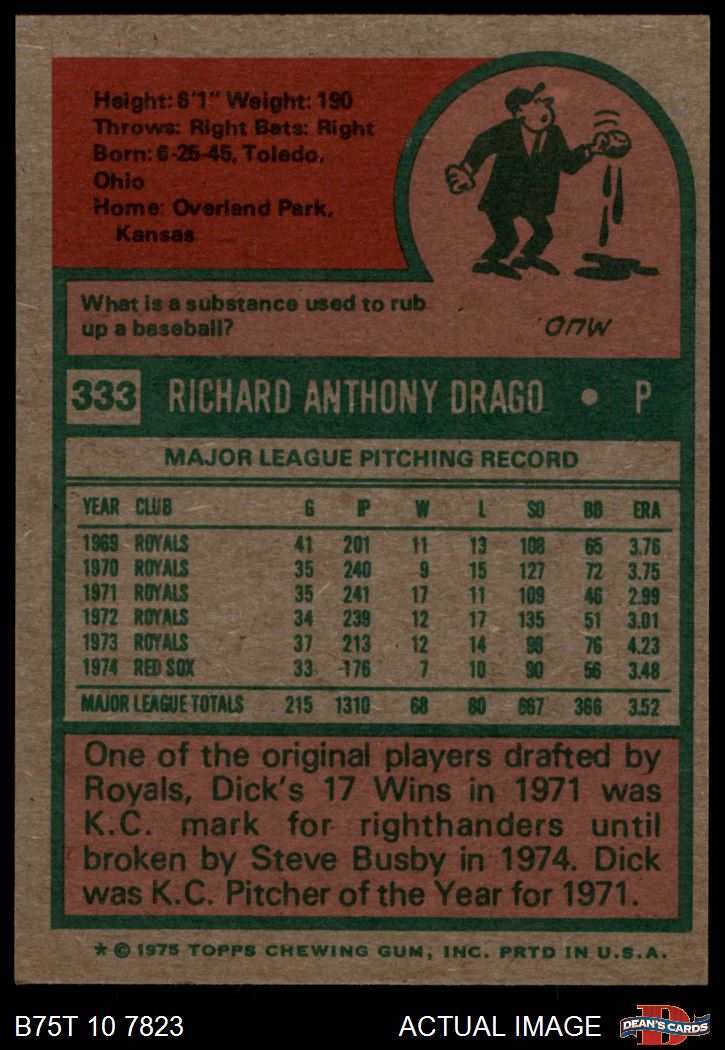 Height: 6'1" Weight: 190
Throws: Right Bats: Right
Born: 6-25-45, Toledo,
Ohio
Home: Overland Park,
Kansas
What is a substance used to rub
up a baseball?
MUD.
333 RICHARD ANTHONY DRAGO • P
MAJOR LEAGUE PITCHING RECORD
YEAR CLUB G IP W L SO BB ERA
1969 ROYALS 41 201 11 13 108 65 3.76
1970 ROYALS 35 240 9 15 127 72 3.75
1971 ROYALS 35 241 17 11 109 46 2.99
1972 ROYALS 34 239 12 17 135 51 3.01
1973 ROYALS 37 213 12 14 98 76 4.23
1974 RED SOX 33 176 7 10 90 56 3.48
MAJOR LEAGUE TOTALS 215 1310 68 80 667 366 3.52
One of the original players drafted by
Royals, Dick's 17 Wins in 1971 was
K.C. mark for righthanders until
broken by Steve Busby in 1974. Dick
was K.C. Pitcher of the Year for 1971.
* © 1975 TOPPS CHEWING GUM, INC. PRTD IN U.S.A.
B75T 10 7823 ACTUAL IMAGE D DEAN'S CARDS